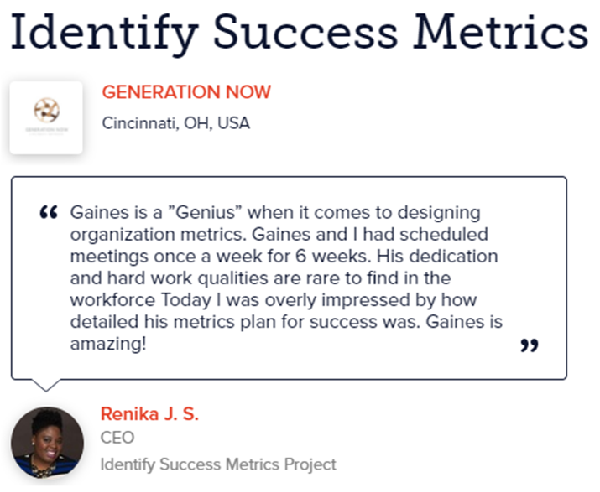 Identify Success Metrics
GENERATION NOW
Cincinnati, OH, USA
“ Gaines is a ”Genius” when it comes to designing
organization metrics. Gaines and I had scheduled
meetings once a week for 6 weeks. His dedication
and hard work qualities are rare to find in the
workforce Today I was overly impressed by how
detailed his metrics plan for success was. Gaines is
amazing! ”
Renika J. S.
CEO
Identify Success Metrics Project